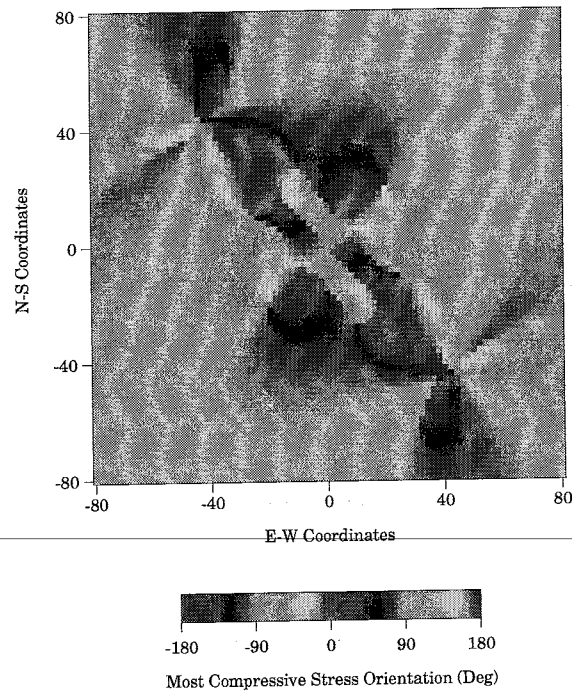 80
40
N-S Coordinates
0
-40
-80
-80 -40 0 40 80
E-W Coordinates
-180 -90 0 90 180
Most Compressive Stress Orientation (Deg)